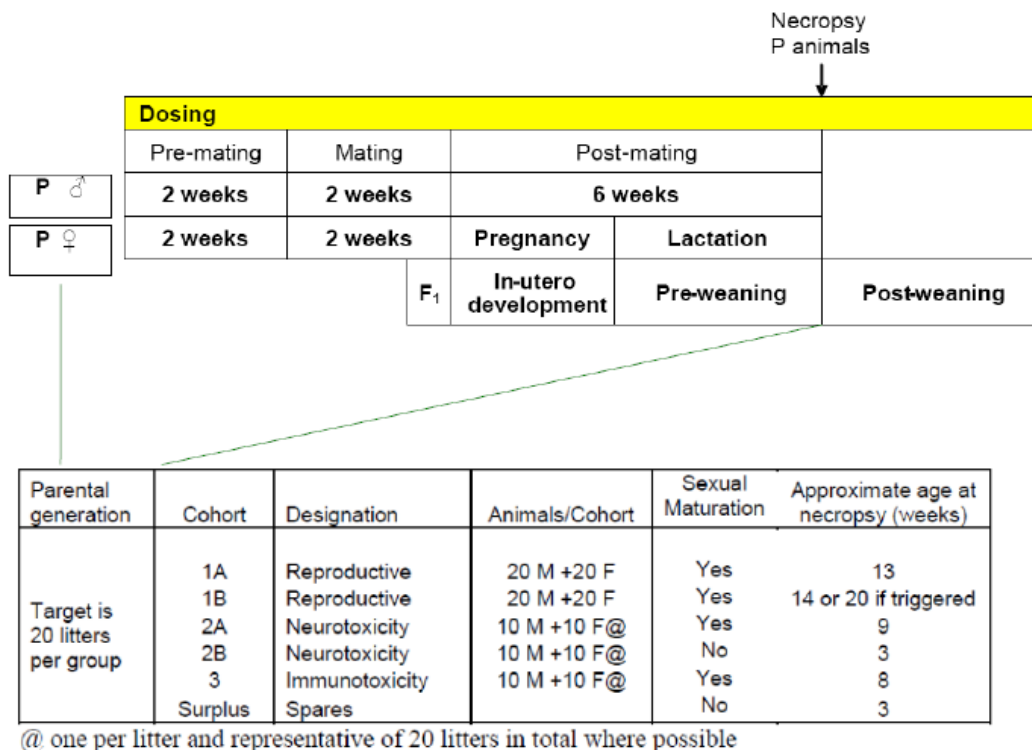 Necropsy
P animals
Dosing
Pre-mating Mating Post-mating
P ♂ 2 weeks 2 weeks 6 weeks
P ♀ 2 weeks 2 weeks Pregnancy Lactation
F₁ In-utero development Pre-weaning Post-weaning
Parental generation Cohort Designation Animals/Cohort Sexual Maturation Approximate age at necropsy (weeks)
Target is 20 litters per group
1A Reproductive 20 M +20 F Yes 13
1B Reproductive 20 M +20 F Yes 14 or 20 if triggered
2A Neurotoxicity 10 M +10 F@ Yes 9
2B Neurotoxicity 10 M +10 F@ No 3
3 Immunotoxicity 10 M +10 F@ Yes 8
Surplus Spares No 3
@ one per litter and representative of 20 litters in total where possible